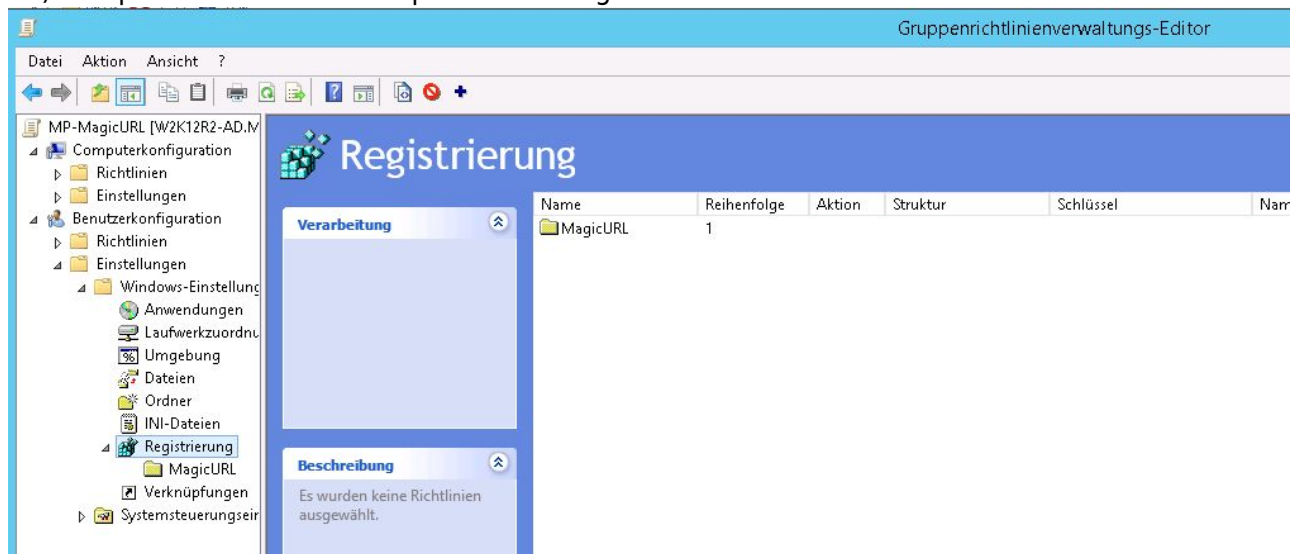 Gruppenrichtlinienverwaltungs-Editor
Datei Aktion Ansicht ?
MP-MagicURL [W2K12R2-AD.M
Computerkonfiguration
Richtlinien
Einstellungen
Benutzerkonfiguration
Richtlinien
Einstellungen
Windows-Einstellung
Anwendungen
Laufwerkzuordnu
Umgebung
Dateien
Ordner
INI-Dateien
Registrierung
MagicURL
Verknüpfungen
Systemsteuerungseir
Registrierung
Verarbeitung
Beschreibung
Es wurden keine Richtlinien
ausgewählt.
Name Reihenfolge Aktion Struktur Schlüssel Nam
MagicURL 1